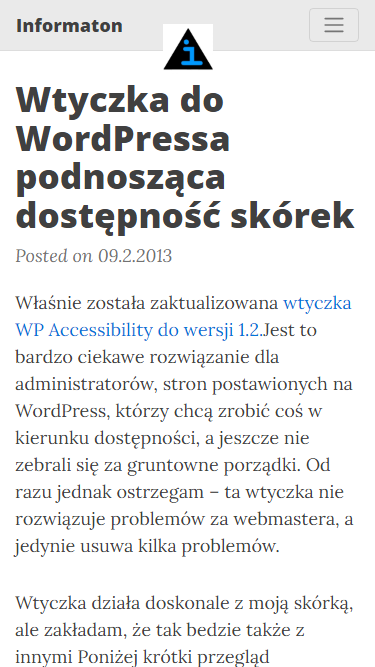 Informaton
Wtyczka do
WordPressa
podnosząca
dostępność skórek
Posted on 09.2.2013
Właśnie została zaktualizowana wtyczka
WP Accessibility do wersji 1.2.Jest to
bardzo ciekawe rozwiązanie dla
administratorów, stron postawionych na
WordPress, którzy chcą zrobić coś w
kierunku dostępności, a jeszcze nie
zebrali się za gruntowne porządki. Od
razu jednak ostrzegam – ta wtyczka nie
rozwiązuje problemów za webmastera, a
jedynie usuwa kilka problemów.
Wtyczka działa doskonale z moją skórką,
ale zakładam, że tak bedzie także z
innymi Poniżej krótki przegląd